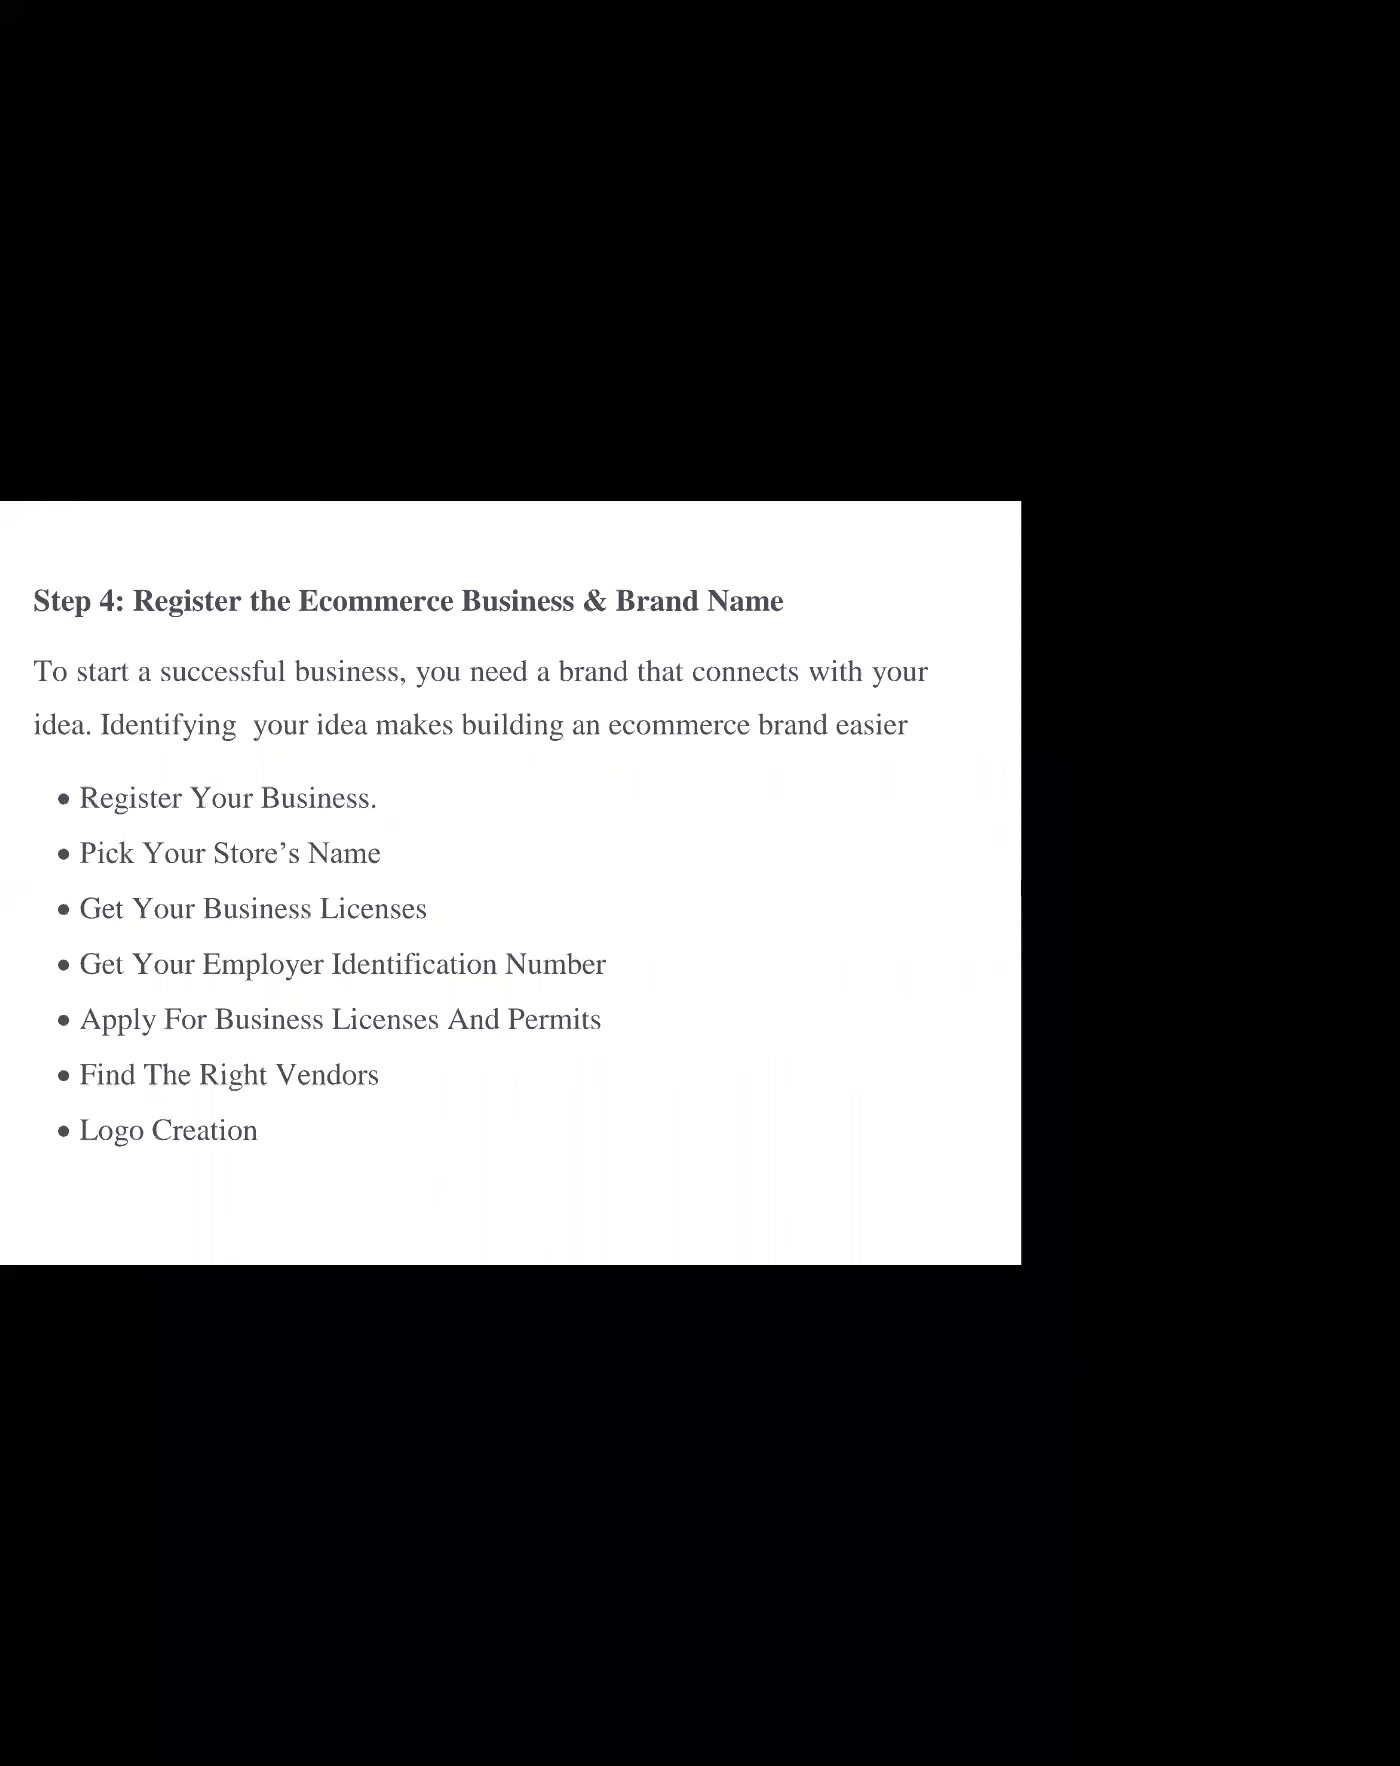 Step 4: Register the Ecommerce Business & Brand Name
To start a successful business, you need a brand that connects with your
idea. Identifying  your idea makes building an ecommerce brand easier
• Register Your Business.
• Pick Your Store’s Name
• Get Your Business Licenses
• Get Your Employer Identification Number
• Apply For Business Licenses And Permits
• Find The Right Vendors
• Logo Creation